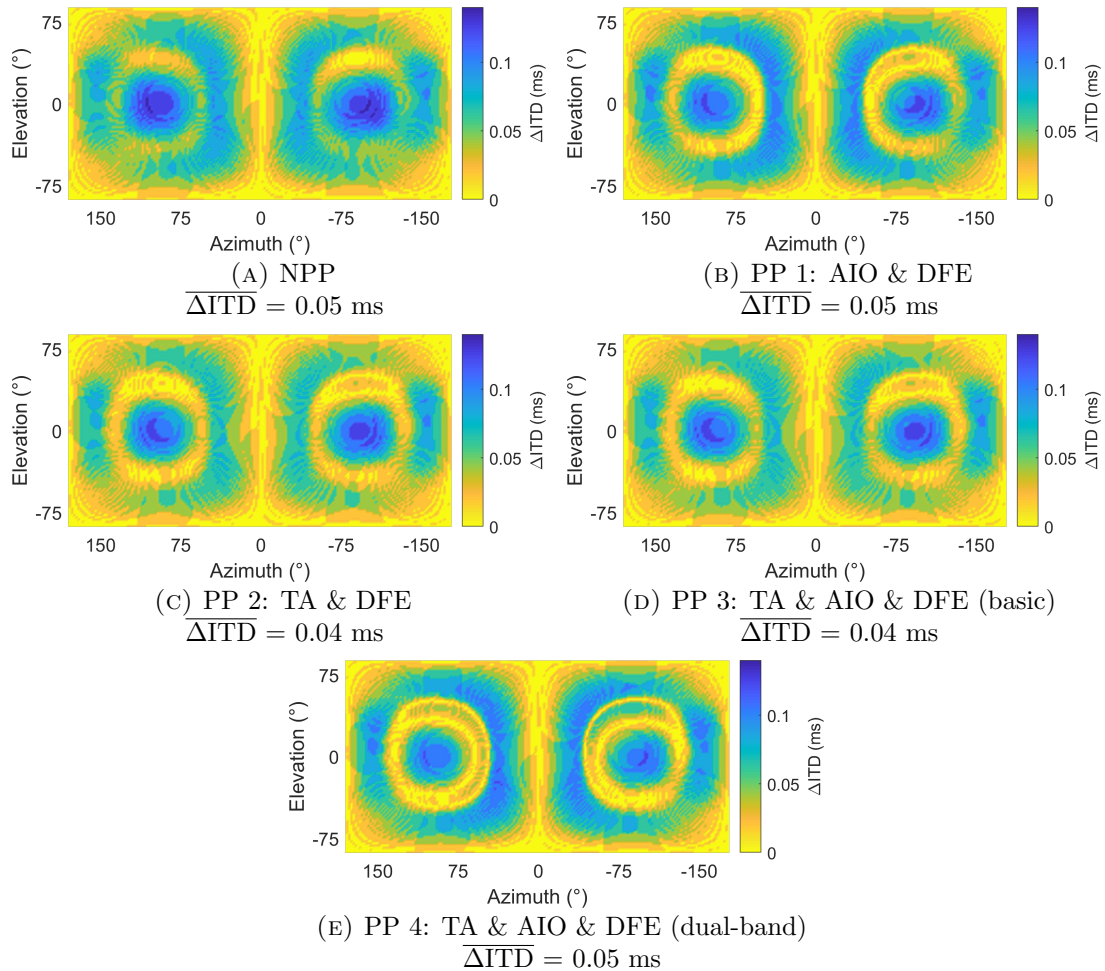 75
0
-75
Elevation (°)
150 75 0 -75 -150
Azimuth (°)
0.1
0.05
0
ΔITD (ms)
(A) NPP
ΔITD = 0.05 ms
75
0
-75
Elevation (°)
150 75 0 -75 -150
Azimuth (°)
0.1
0.05
0
ΔITD (ms)
(B) PP 1: AIO & DFE
ΔITD = 0.05 ms
75
0
-75
Elevation (°)
150 75 0 -75 -150
Azimuth (°)
0.1
0.05
0
ΔITD (ms)
(C) PP 2: TA & DFE
ΔITD = 0.04 ms
75
0
-75
Elevation (°)
150 75 0 -75 -150
Azimuth (°)
0.1
0.05
0
ΔITD (ms)
(D) PP 3: TA & AIO & DFE (basic)
ΔITD = 0.04 ms
75
0
-75
Elevation (°)
150 75 0 -75 -150
Azimuth (°)
0.1
0.05
0
ΔITD (ms)
(E) PP 4: TA & AIO & DFE (dual-band)
ΔITD = 0.05 ms